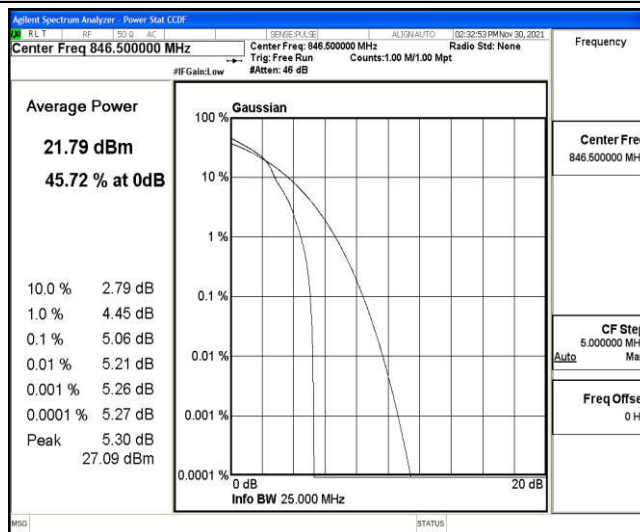 Agilent Spectrum Analyzer - Power Stat CCDF
RLT RF 50 Ω AC SENSE:PULSE ALIGNAUTO 02:32:53 PM Nov 30, 2021
Center Freq 846.500000 MHz
Center Freq: 846.500000 MHz Radio Std: None
Trig: Free Run Counts:1.00 M/1.00 Mpt
#IFGain:Low #Atten: 46 dB
Frequency
Average Power
21.79 dBm
45.72 % at 0dB
10.0 % 2.79 dB
1.0 % 4.45 dB
0.1 % 5.06 dB
0.01 % 5.21 dB
0.001 % 5.26 dB
0.0001 % 5.27 dB
Peak 5.30 dB
27.09 dBm
Gaussian
100 %
10 %
1 %
0.1 %
0.01 %
0.001 %
0.0001 %
0 dB 20 dB
Info BW 25.000 MHz
Center Fre
846.500000 MH
CF Step
5.000000 MH
Auto Ma
Freq Offse
0 H
MSG STATUS